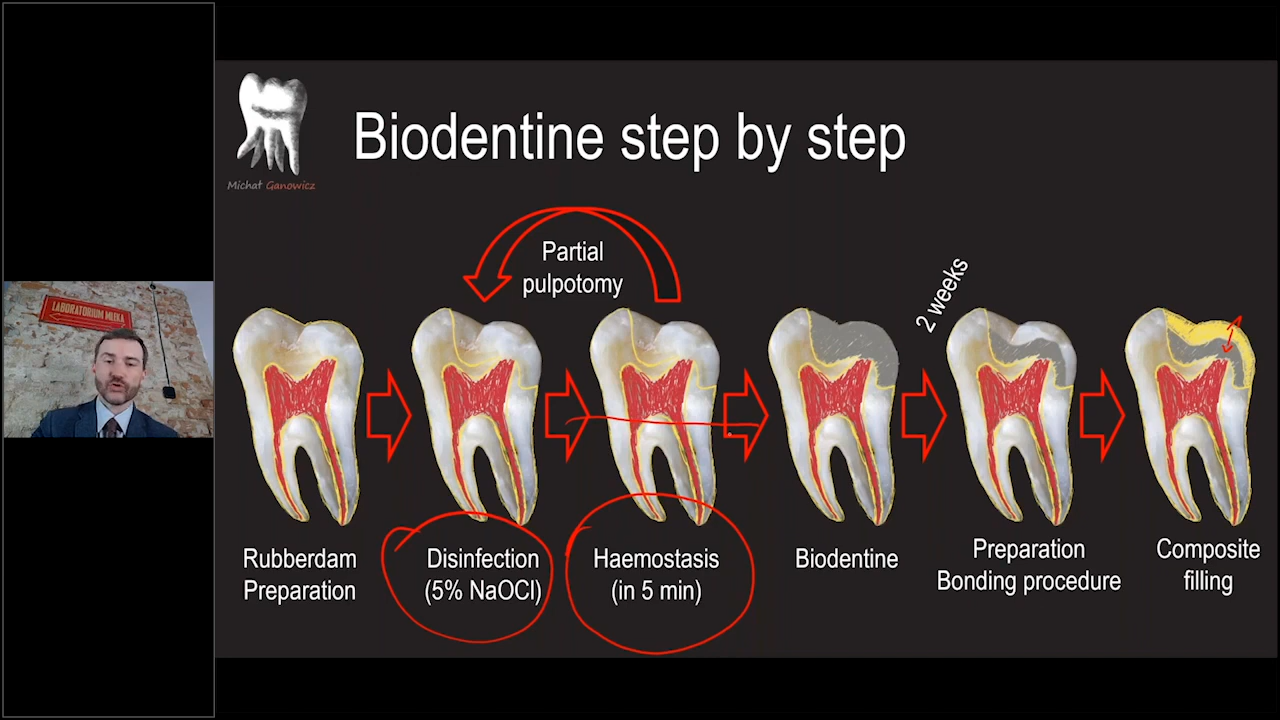 LABORATORIUM MLEKA
Michał Ganowicz
Biodentine step by step
Partial
pulpotomy
2 weeks
Rubberdam
Preparation
Disinfection
(5% NaOCl)
Haemostasis
(in 5 min)
Biodentine
Preparation
Bonding procedure
Composite
filling